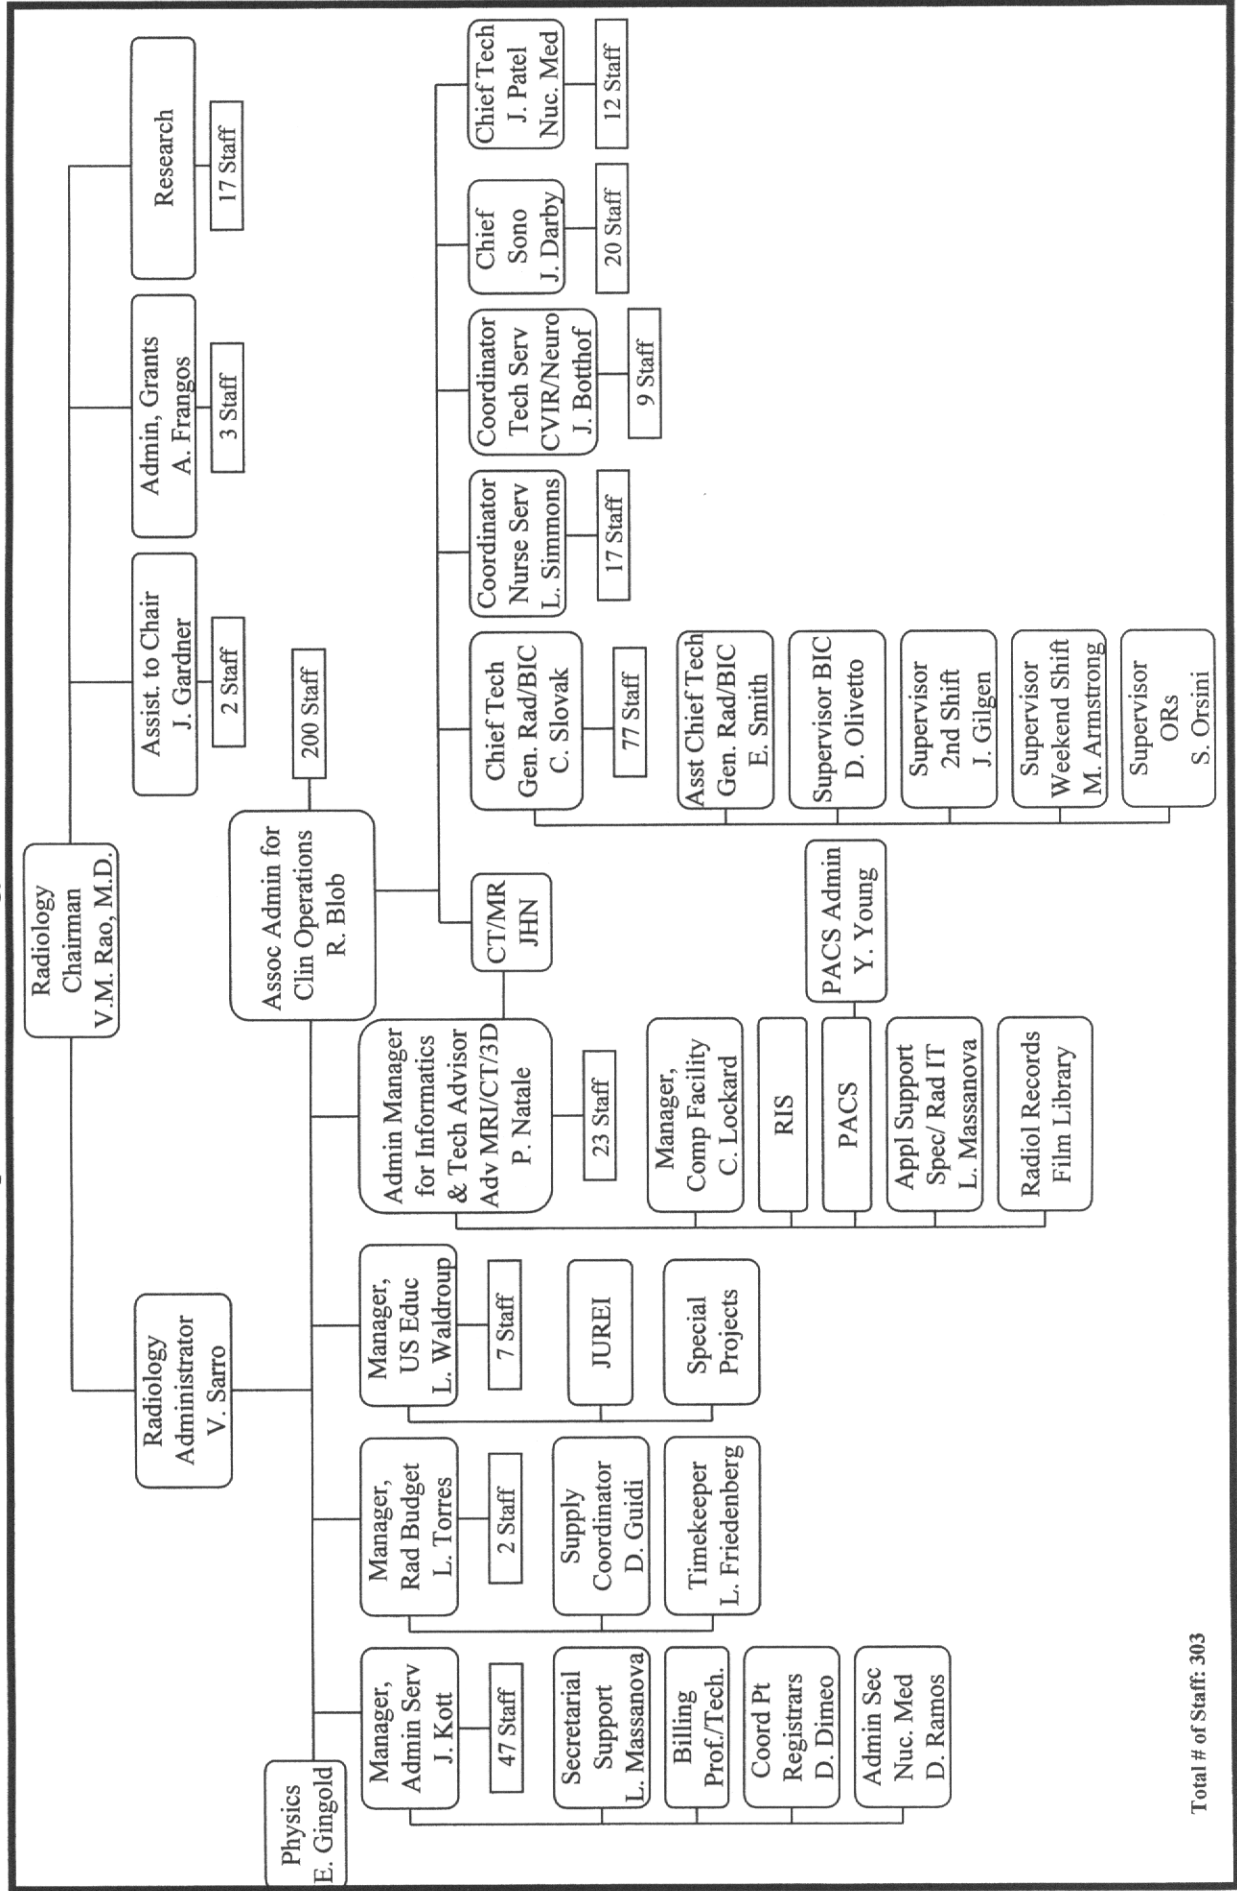 Radiology
Chairman
V.M. Rao, M.D.
Radiology
Administrator
V. Sarro
Assist. to Chair
J. Gardner
2 Staff
Admin, Grants
A. Frangos
3 Staff
Research
17 Staff
Physics
E. Gingold
Assoc Admin for
Clin Operations
R. Blob
200 Staff
Manager,
Admin Serv
J. Kott
47 Staff
Secretarial
Support
L. Massanova
Billing
Prof./Tech.
Coord Pt
Registrars
D. Dimeo
Admin Sec
Nuc. Med
D. Ramos
Manager,
Rad Budget
L. Torres
2 Staff
Supply
Coordinator
D. Guidi
Timekeeper
L. Friedenberg
Manager,
US Educ
L. Waldroup
7 Staff
JUREI
Special
Projects
Admin Manager
for Informatics
& Tech Advisor
Adv MRI/CT/3D
P. Natale
23 Staff
Manager,
Comp Facility
C. Lockard
RIS
PACS
PACS Admin
Y. Young
Appl Support
Spec/ Rad IT
L. Massanova
Radiol Records
Film Library
CT/MR
JHN
Chief Tech
Gen. Rad/BIC
C. Slovak
77 Staff
Asst Chief Tech
Gen. Rad/BIC
E. Smith
Supervisor BIC
D. Olivetto
Supervisor
2nd Shift
J. Gilgen
Supervisor
Weekend Shift
M. Armstrong
Supervisor
ORs
S. Orsini
Coordinator
Nurse Serv
L. Simmons
17 Staff
Coordinator
Tech Serv
CVIR/Neuro
J. Botthof
9 Staff
Chief
Sono
J. Darby
20 Staff
Chief Tech
J. Patel
Nuc. Med
12 Staff
Total # of Staff: 303